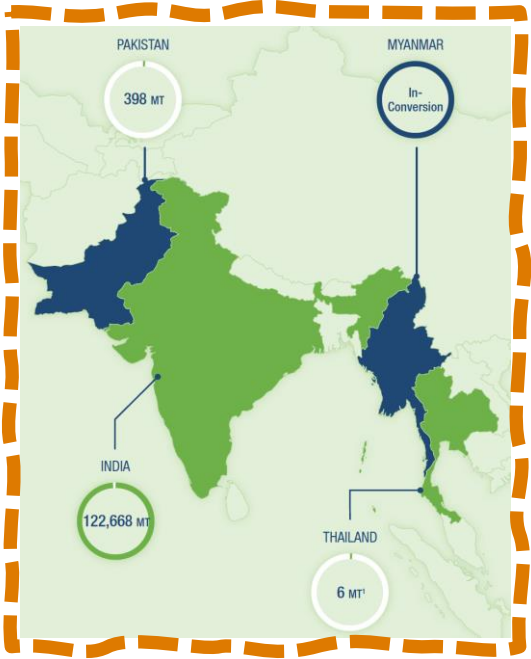 PAKISTAN
398 MT
MYANMAR
In-
Conversion
INDIA
122,668 MT
THAILAND
6 MT¹